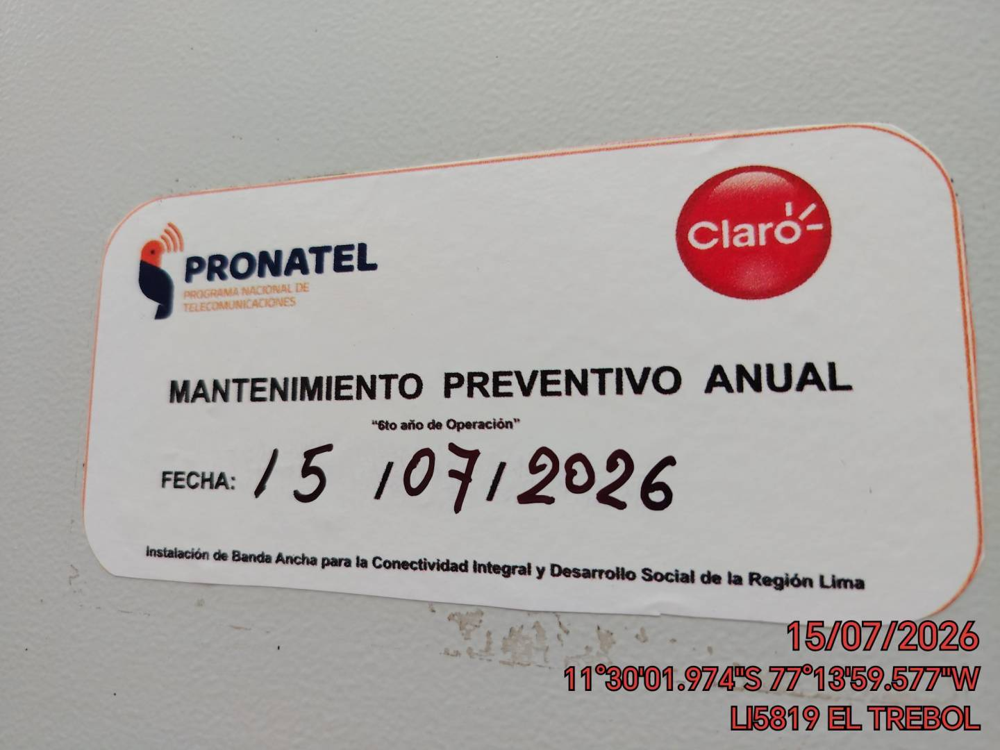 PRONATEL
PROGRAMA NACIONAL DE
TELECOMUNICACIONES
Claro
MANTENIMIENTO PREVENTIVO ANUAL
"6to año de Operación"
FECHA: 15 /07/2026
Instalación de Banda Ancha para la Conectividad Integral y Desarrollo Social de la Región Lima
15/07/2026
11°30'01.974"S 77°13'59.577"W
LI5819 EL TREBOL